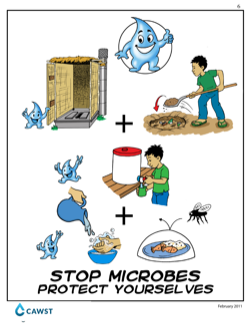 6
STOP MICROBES
PROTECT YOURSELVES
February 2011
CAWST